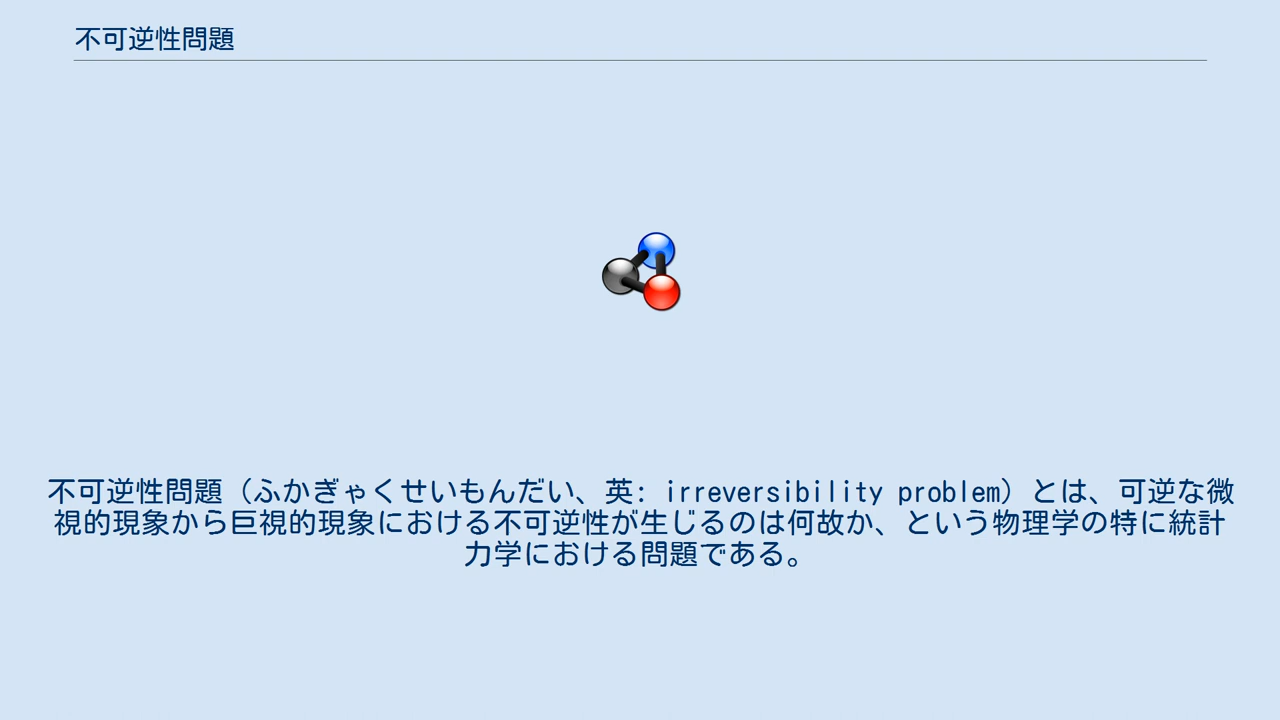 不可逆性問題
不可逆性問題（ふかぎゃくせいもんだい、英: irreversibility problem）とは、可逆な微
視的現象から巨視的現象における不可逆性が生じるのは何故か、という物理学の特に統計
力学における問題である。